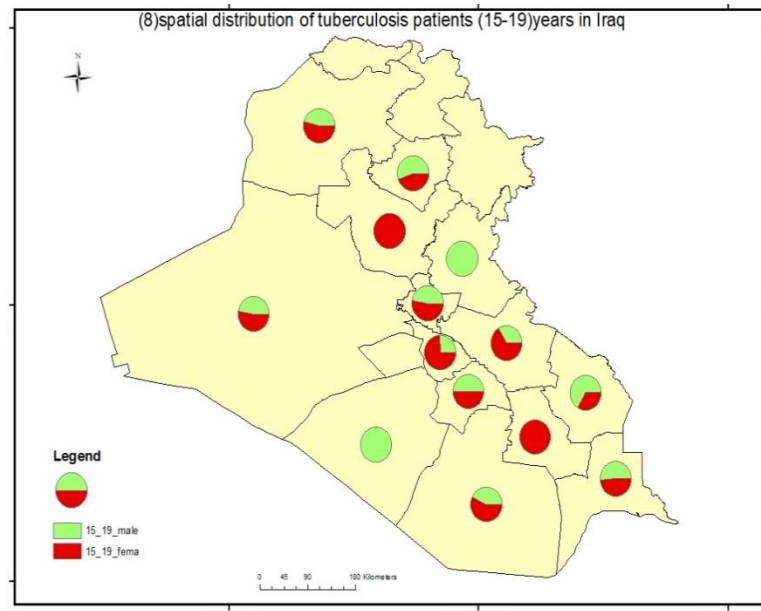 (8)spatial distribution of tuberculosis patients (15-19)years in Iraq
N
Legend
15_19_male
15_19_fema
0 45 90 180 Kilometers